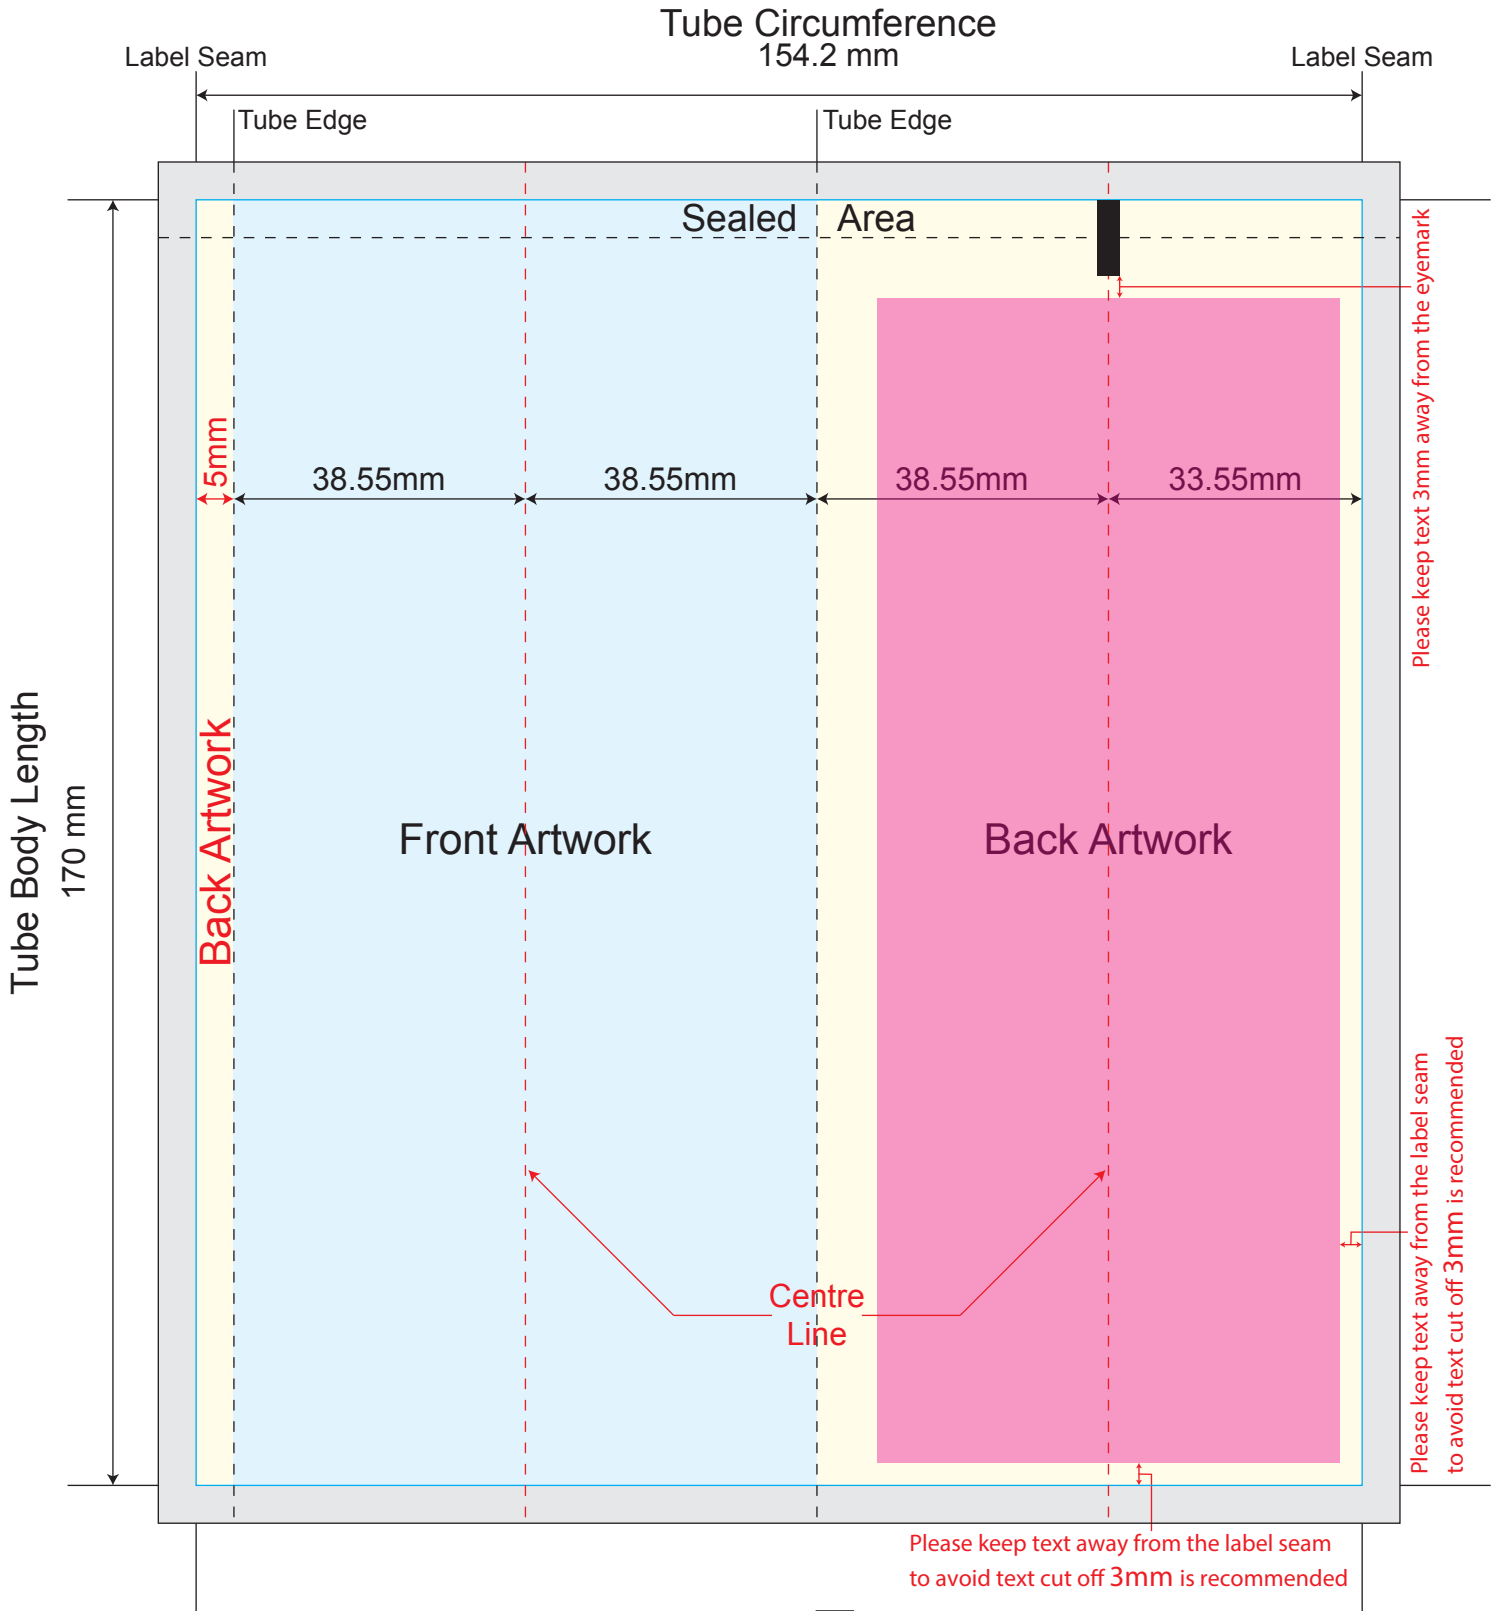 Tube Circumference
154.2 mm
Label Seam
Label Seam
Tube Edge
Tube Edge
Sealed Area
Please keep text 3mm away from the eyemark
5mm
38.55mm
38.55mm
38.55mm
33.55mm
Tube Body Length
170 mm
Back Artwork
Front Artwork
Back Artwork
Please keep text away from the label seam
to avoid text cut off 3mm is recommended
Centre
Line
Please keep text away from the label seam
to avoid text cut off 3mm is recommended